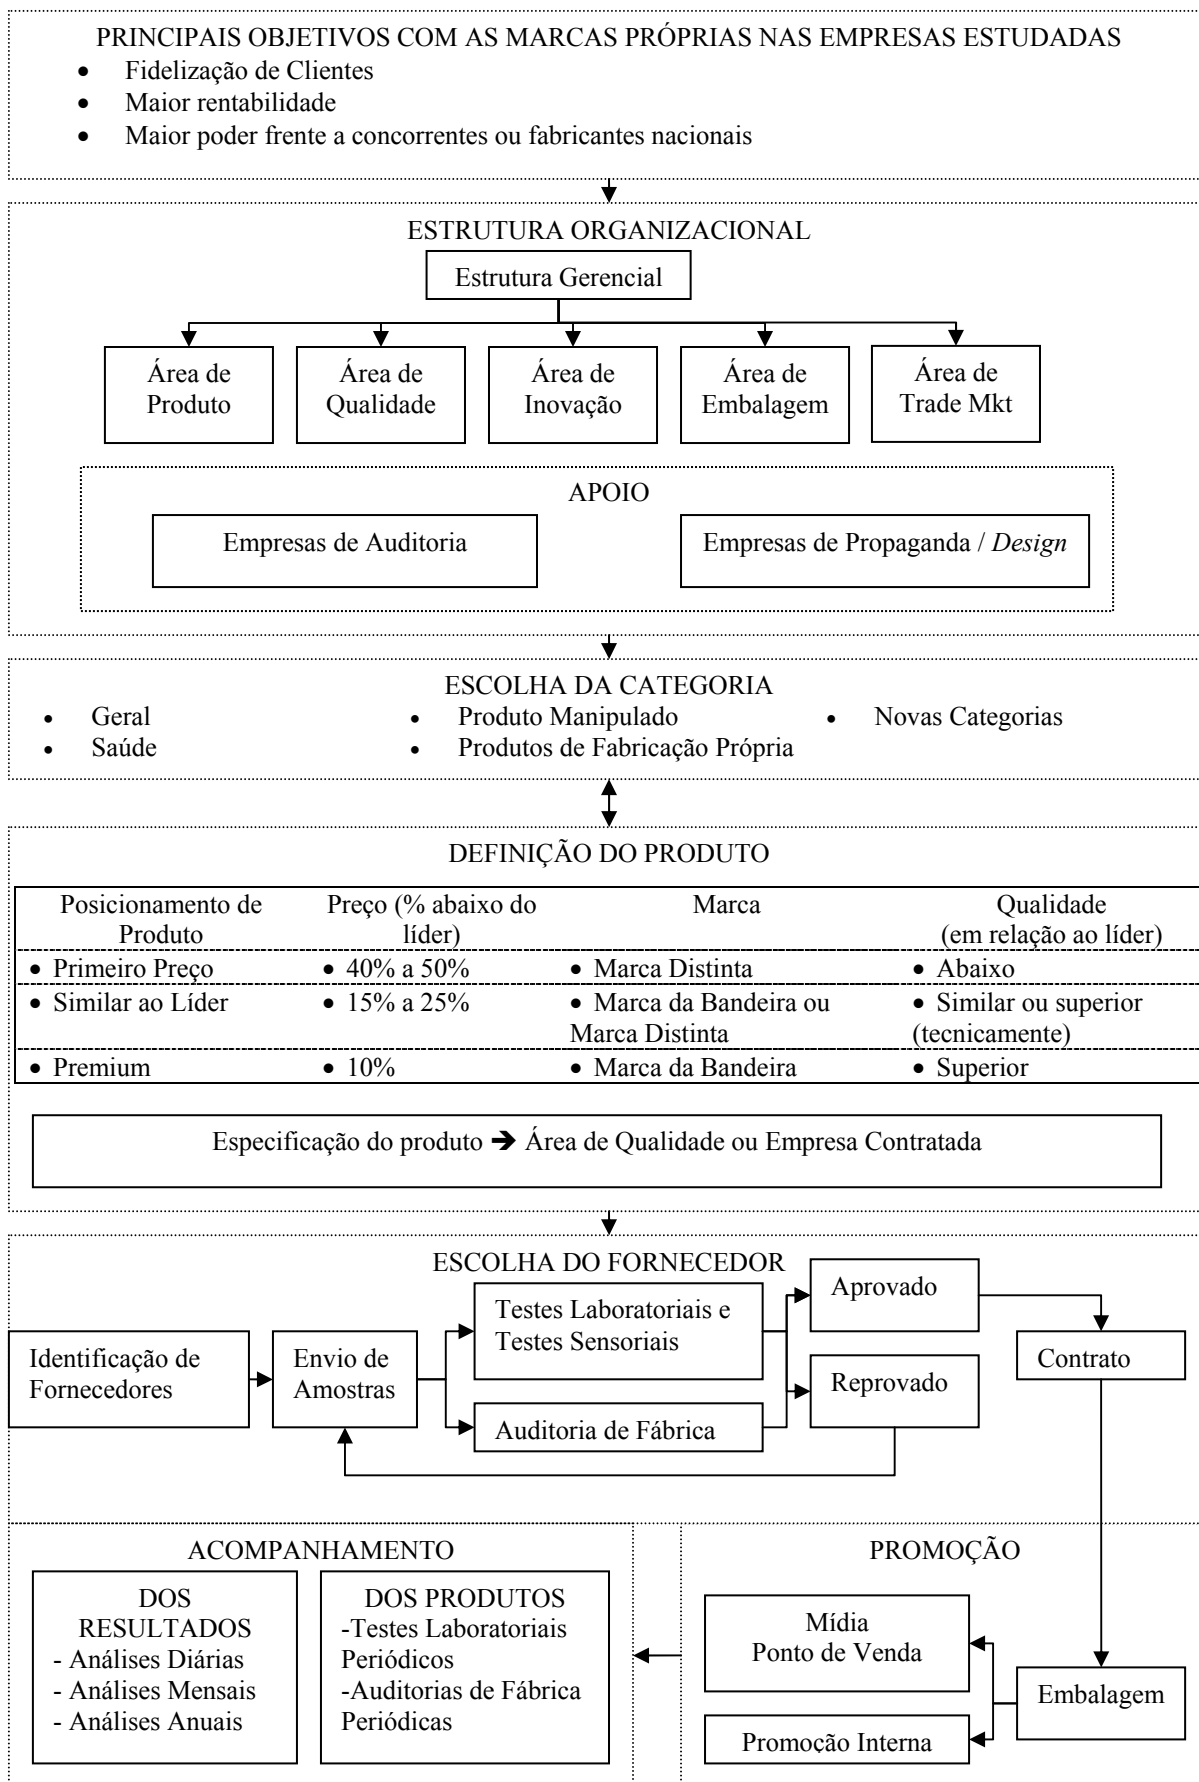 PRINCIPAIS OBJETIVOS COM AS MARCAS PRÓPRIAS NAS EMPRESAS ESTUDADAS
• Fidelização de Clientes
• Maior rentabilidade
• Maior poder frente a concorrentes ou fabricantes nacionais
ESTRUTURA ORGANIZACIONAL
Estrutura Gerencial
Área de
Produto
Área de
Qualidade
Área de
Inovação
Área de
Embalagem
Área de
Trade Mkt
APOIO
Empresas de Auditoria
Empresas de Propaganda / Design
ESCOLHA DA CATEGORIA
• Geral
• Saúde
• Produto Manipulado
• Produtos de Fabricação Própria
• Novas Categorias
DEFINIÇÃO DO PRODUTO
Posicionamento de
Produto
Preço (% abaixo do
líder)
Marca
Qualidade
(em relação ao líder)
• Primeiro Preço
• 40% a 50%
• Marca Distinta
• Abaixo
• Similar ao Líder
• 15% a 25%
• Marca da Bandeira ou
Marca Distinta
• Similar ou superior
(tecnicamente)
• Premium
• 10%
• Marca da Bandeira
• Superior
Especificação do produto ➔ Área de Qualidade ou Empresa Contratada
ESCOLHA DO FORNECEDOR
Identificação de
Fornecedores
Envio de
Amostras
Testes Laboratoriais e
Testes Sensoriais
Auditoria de Fábrica
Aprovado
Reprovado
Contrato
ACOMPANHAMENTO
DOS
RESULTADOS
- Análises Diárias
- Análises Mensais
- Análises Anuais
DOS PRODUTOS
-Testes Laboratoriais
Periódicos
-Auditorias de Fábrica
Periódicas
PROMOÇÃO
Mídia
Ponto de Venda
Promoção Interna
Embalagem